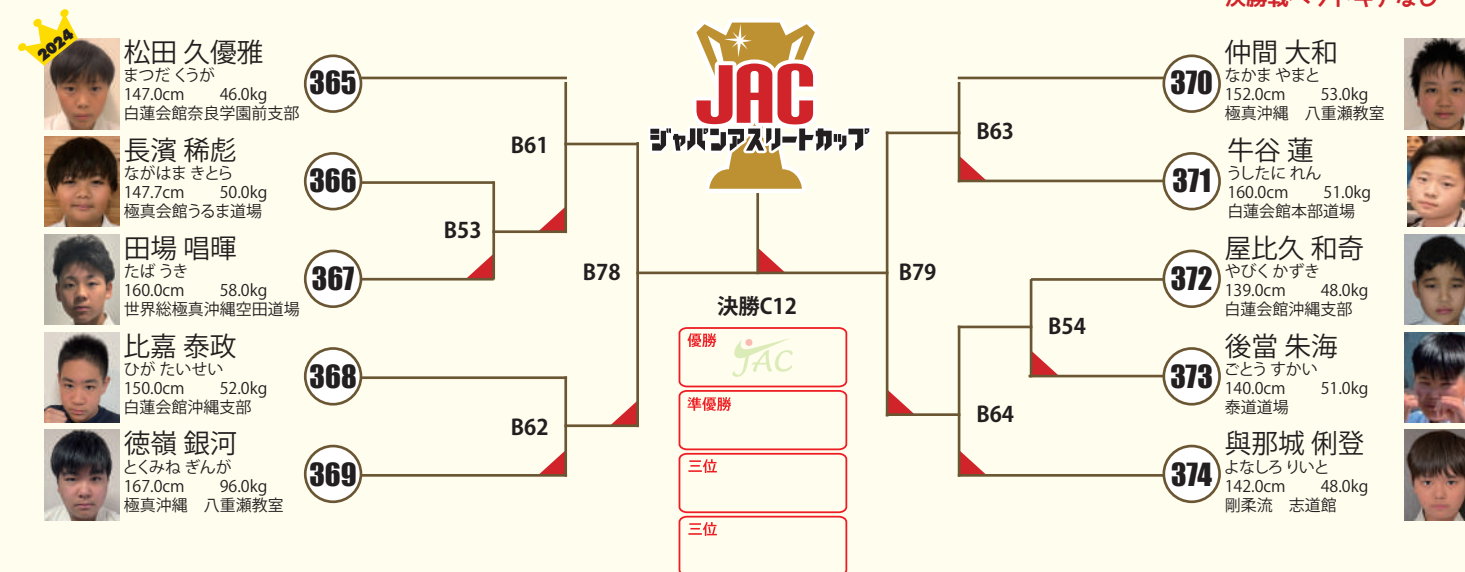 決勝戦ヘッドギアなし
2024
松田 久優雅
まつだ くうが
147.0cm 46.0kg
白蓮会館奈良学園前支部
365
長濱 稀彪
ながはま きとら
147.7cm 50.0kg
極真会館うるま道場
366
田場 唱暉
たば うき
160.0cm 58.0kg
世界総極真沖縄空田道場
367
比嘉 泰政
ひが たいせい
150.0cm 52.0kg
白蓮会館沖縄支部
368
徳嶺 銀河
とくみね ぎんが
167.0cm 96.0kg
極真沖縄 八重瀬教室
369
B61
B53
B78
B62
JAC
ジャパンアスリートカップ
決勝C12
優勝
JAC
準優勝
三位
三位
B63
B79
B54
B64
370
仲間 大和
なかま やまと
152.0cm 53.0kg
極真沖縄 八重瀬教室
371
牛谷 蓮
うしたに れん
160.0cm 51.0kg
白蓮会館本部道場
372
屋比久 和奇
やびく かずき
139.0cm 48.0kg
白蓮会館沖縄支部
373
後當 朱海
ごとう すかい
140.0cm 51.0kg
泰道道場
374
與那城 俐登
よなしろ りいと
142.0cm 48.0kg
剛柔流 志道館